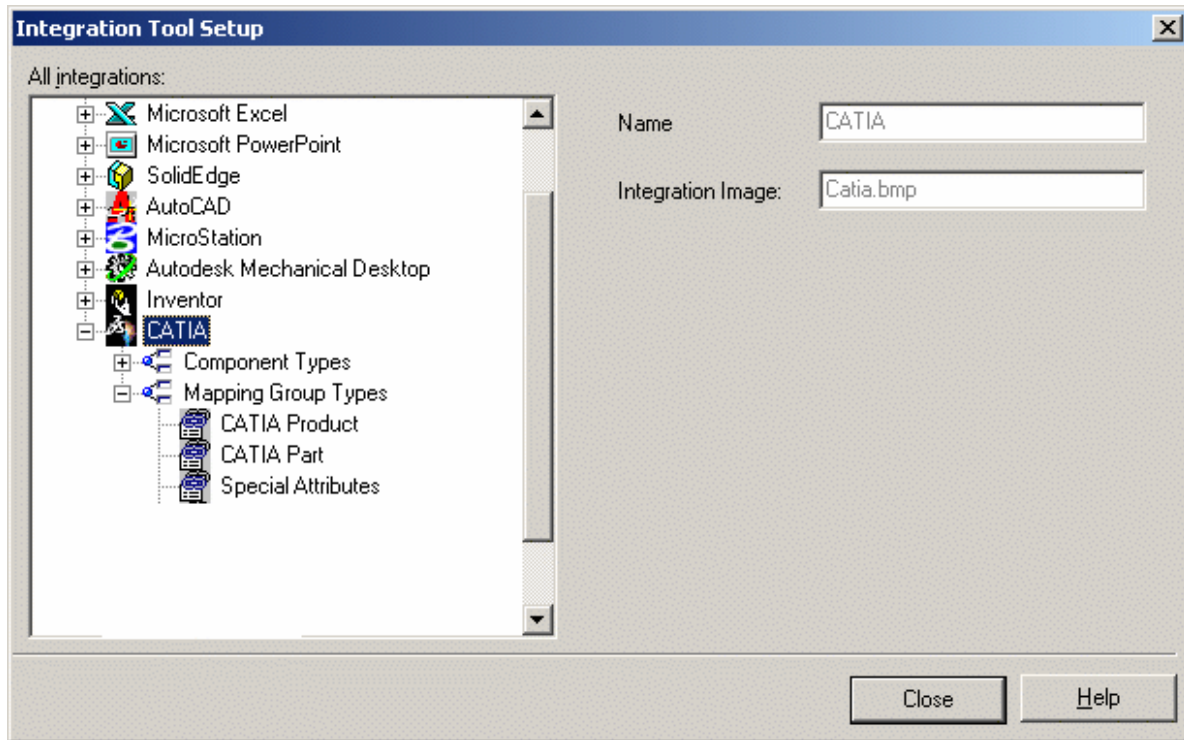 Integration Tool Setup
All integrations:
Microsoft Excel
Microsoft PowerPoint
SolidEdge
AutoCAD
MicroStation
Autodesk Mechanical Desktop
Inventor
CATIA
Component Types
Mapping Group Types
CATIA Product
CATIA Part
Special Attributes
Name CATIA
Integration Image: Catia.bmp
Close Help